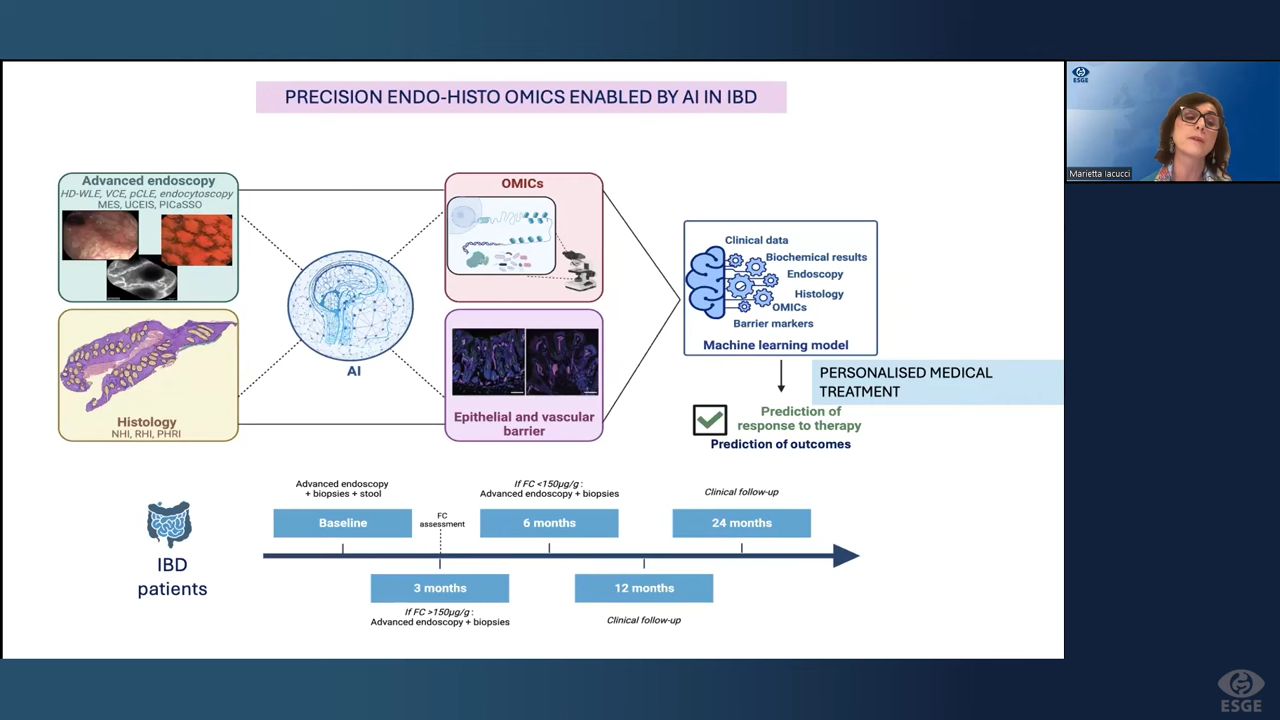 PRECISION ENDO-HISTO OMICS ENABLED BY AI IN IBD
Advanced endoscopy
HD-WLE, VCE, pCLE, endocytoscopy
MES, UCEIS, PICaSSO
Histology
NHI, RHI, PHRI
AI
OMICs
Epithelial and vascular
barrier
Clinical data
Biochemical results
Endoscopy
Histology
OMICs
Barrier markers
Machine learning model
PERSONALISED MEDICAL
TREATMENT
Prediction of
response to therapy
Prediction of outcomes
IBD
patients
Advanced endoscopy
+ biopsies + stool
Baseline
FC
assessment
3 months
If FC >150µg/g :
Advanced endoscopy + biopsies
If FC <150µg/g :
Advanced endoscopy + biopsies
6 months
12 months
Clinical follow-up
Clinical follow-up
24 months
ESGE
Marietta Iacucci
ESGE